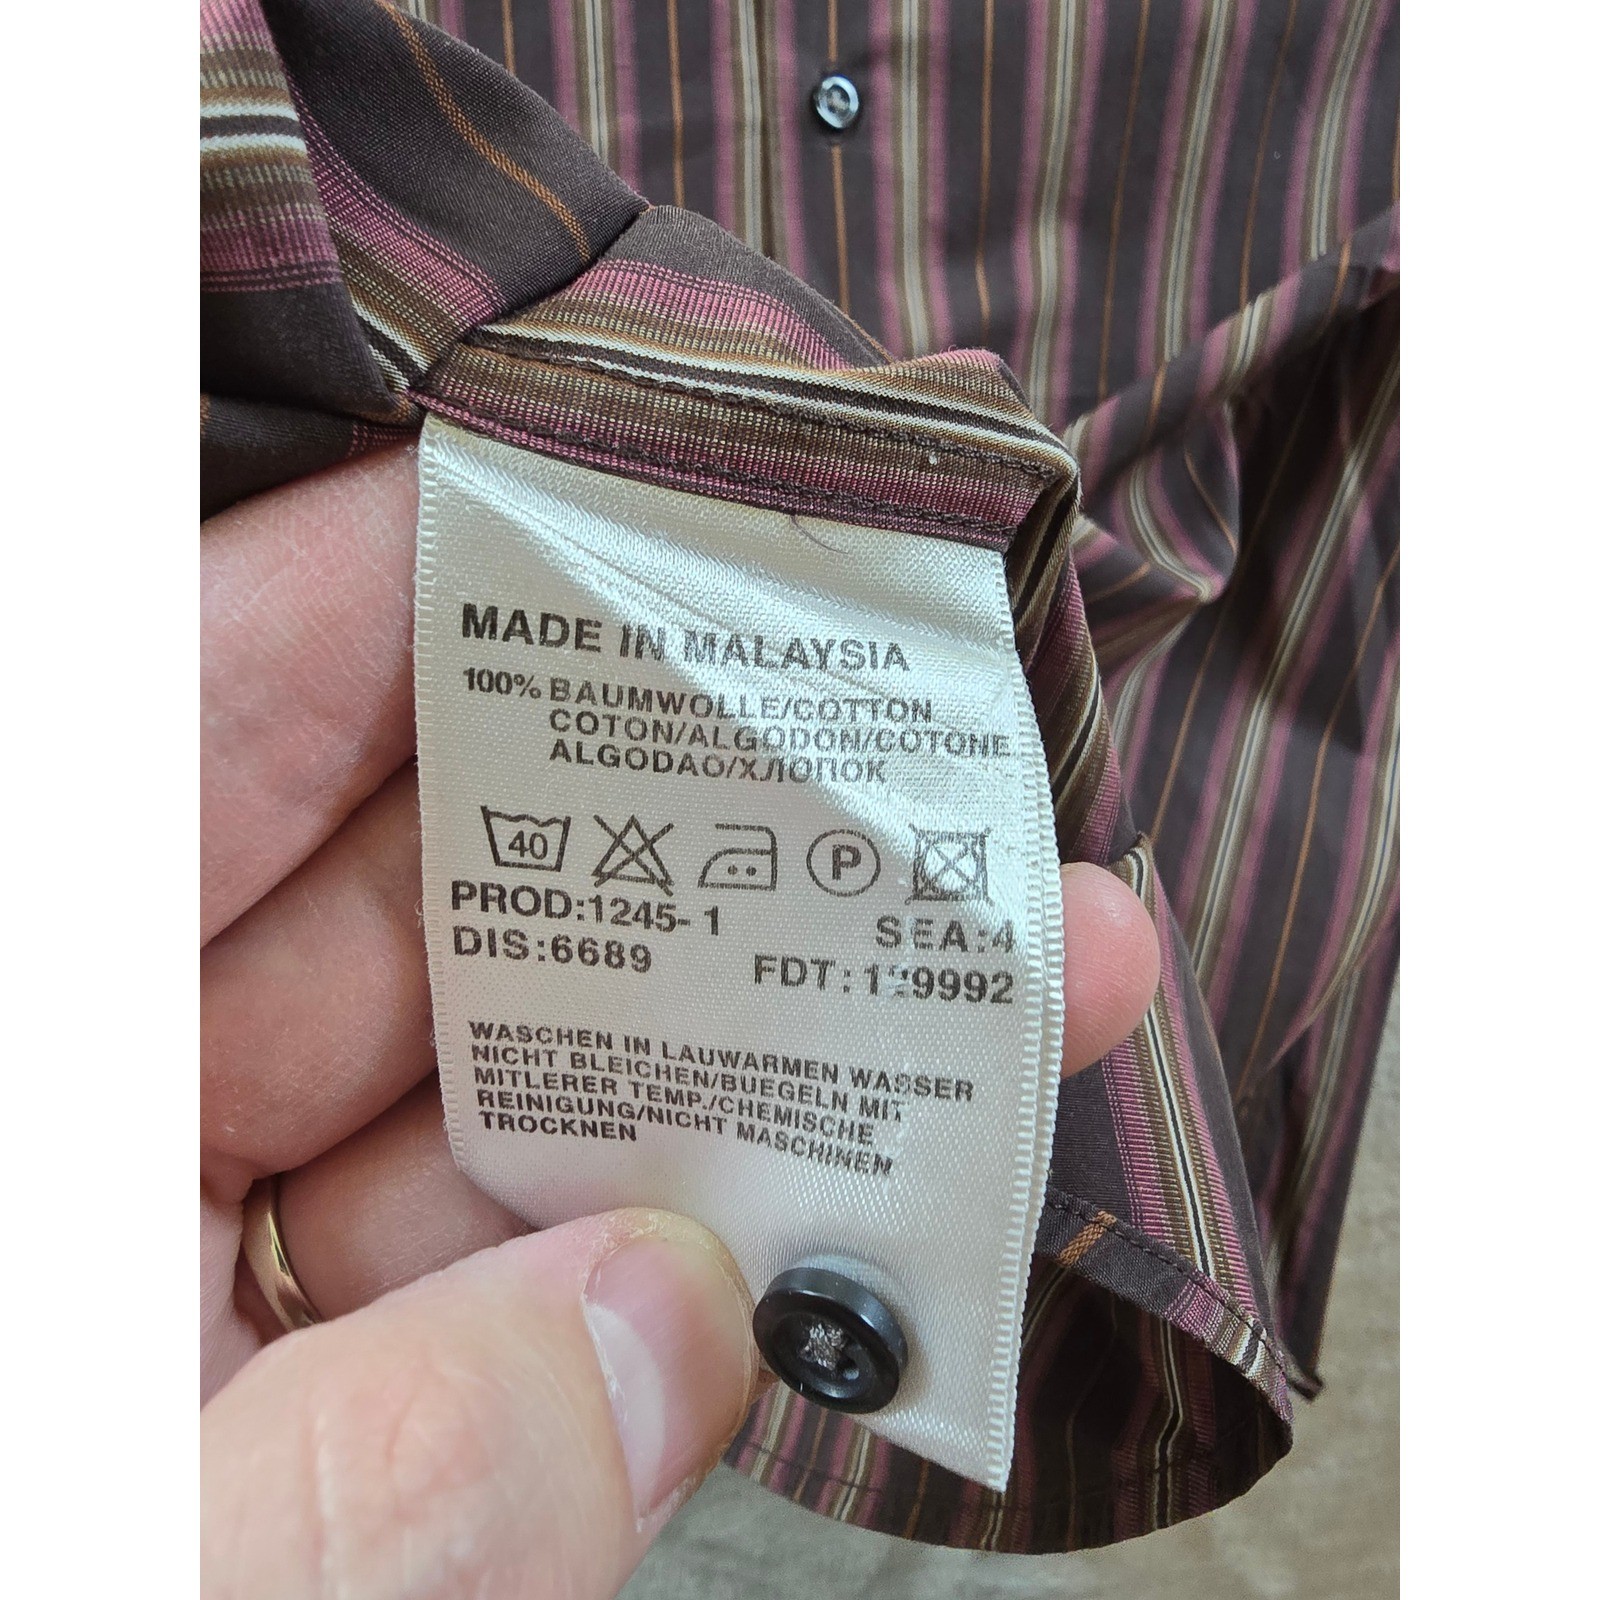 MADE IN MALAYSIA
100% BAUMWOLLE/COTTON
COTON/ALGODON/COTONE
ALGODAO/ХЛОПОК
40 P
PROD:1245-1 SEA:4
DIS:6689 FDT:
WASCHEN IN LAUWARMEN WASSER
NICHT BLEICHEN/BUEGELN MIT
MITLERER TEMP./CHEMISCHE
REINIGUNG/NICHT MASCHINEN
TROCKNEN